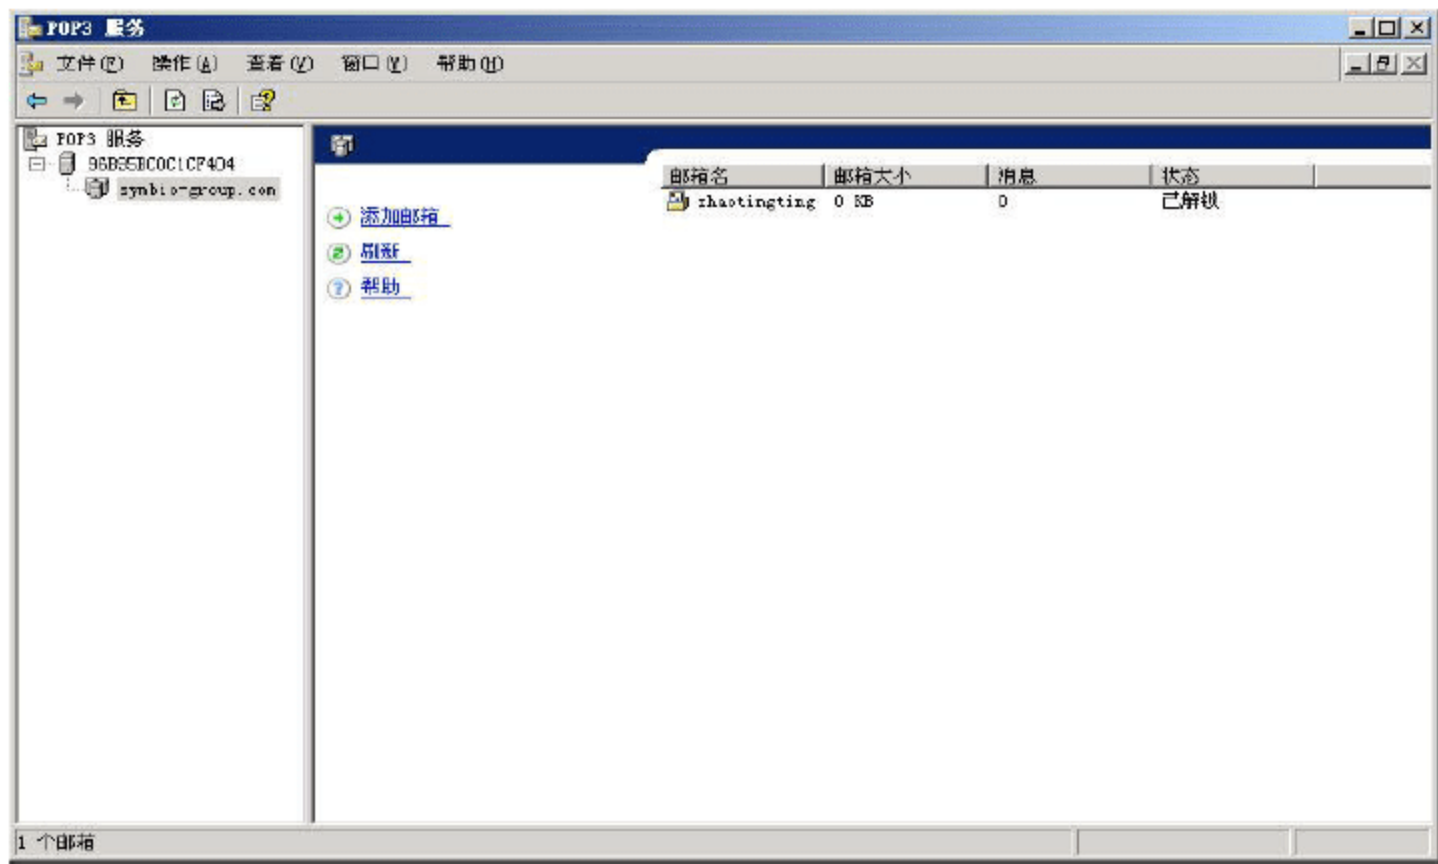 POP3 服务
文件(F) 操作(A) 查看(V) 窗口(W) 帮助(H)
POP3 服务
96B95BC0C1CF4D4
symbio-group.com
添加邮箱
刷新
帮助
邮箱名 邮箱大小 消息 状态
zhaotingting 0 KB 0 已解锁
1 个邮箱